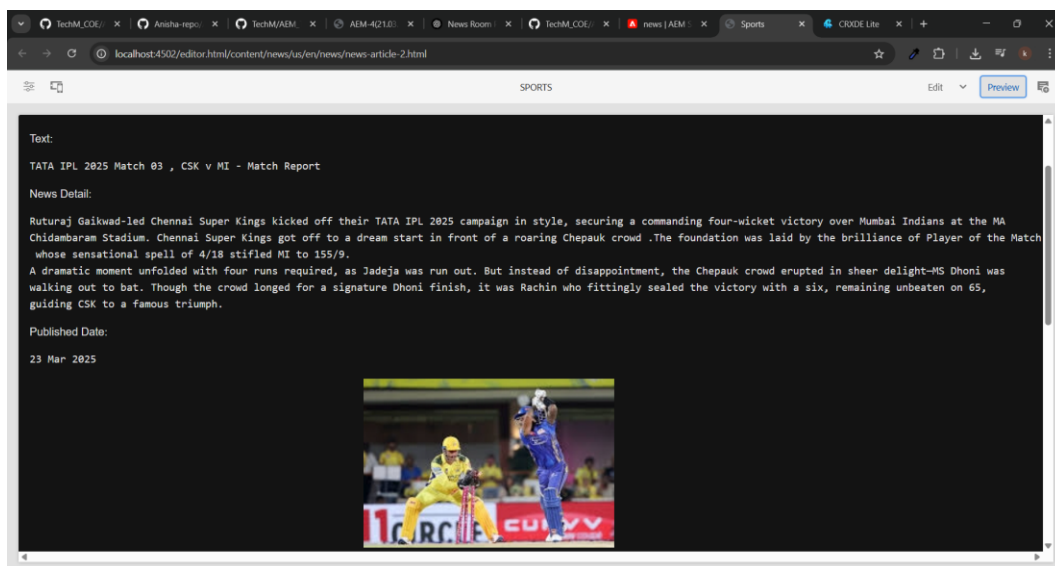 TechM_COE/
Anisha-repo/
TechM/AEM_
AEM-4(21.03
News Room |
TechM_COE/
news | AEM S
Sports
CRXDE Lite
localhost:4502/editor.html/content/news/us/en/news/news-article-2.html
SPORTS
Edit
Preview
Text:
TATA IPL 2025 Match 03 , CSK v MI - Match Report
News Detail:
Ruturaj Gaikwad-led Chennai Super Kings kicked off their TATA IPL 2025 campaign in style, securing a commanding four-wicket victory over Mumbai Indians at the MA
Chidambaram Stadium. Chennai Super Kings got off to a dream start in front of a roaring Chepauk crowd .The foundation was laid by the brilliance of Player of the Match
whose sensational spell of 4/18 stifled MI to 155/9.
A dramatic moment unfolded with four runs required, as Jadeja was run out. But instead of disappointment, the Chepauk crowd erupted in sheer delight—MS Dhoni was
walking out to bat. Though the crowd longed for a signature Dhoni finish, it was Rachin who fittingly sealed the victory with a six, remaining unbeaten on 65,
guiding CSK to a famous triumph.
Published Date:
23 Mar 2025
CURVV